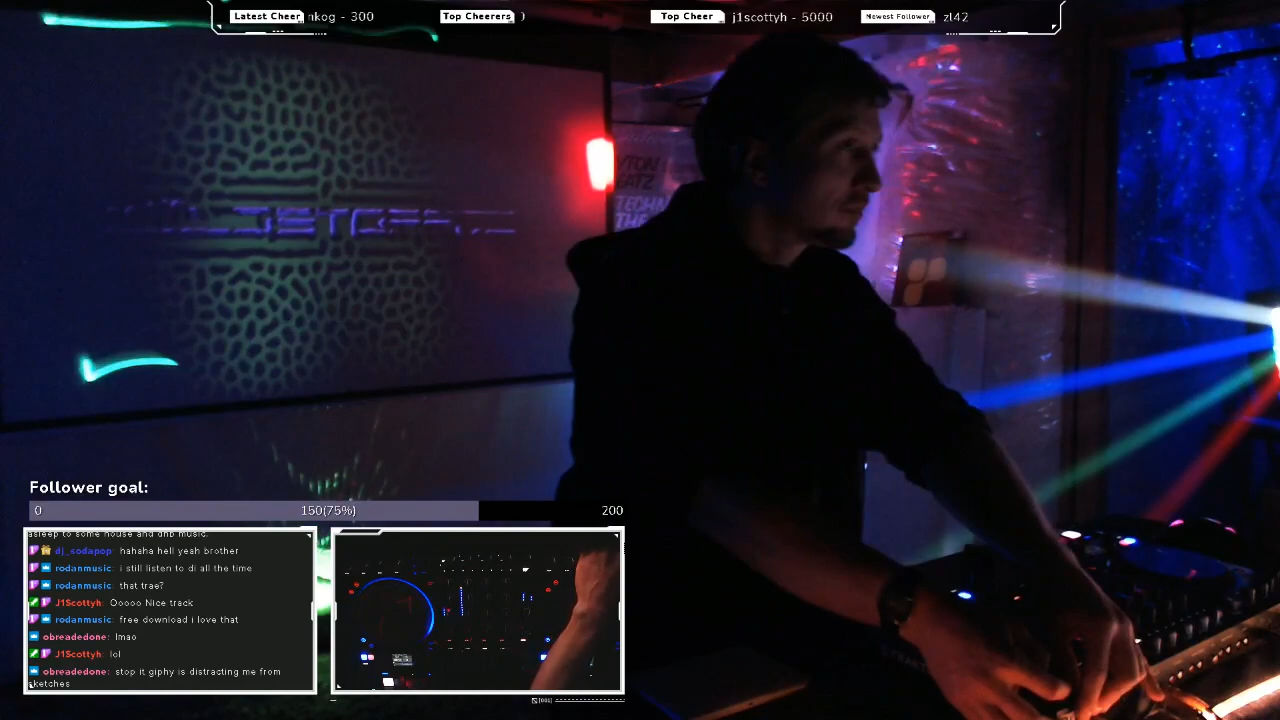 Latest Cheer nkog - 300 Top Cheerers Top Cheer j1scottyh - 5000 Newest Follower zl42
Follower goal:
0 150(75%) 200
asleep to some house and dnb music.
dj_sodapop: hahaha hell yeah brother
rodanmusic: i still listen to di all the time
rodanmusic: that trae?
J1Scottyh: Ooooo Nice track
rodanmusic: free download i love that
obreadedone: lmao
J1Scottyh: lol
obreadedone: stop it giphy is distracting me from
sketches